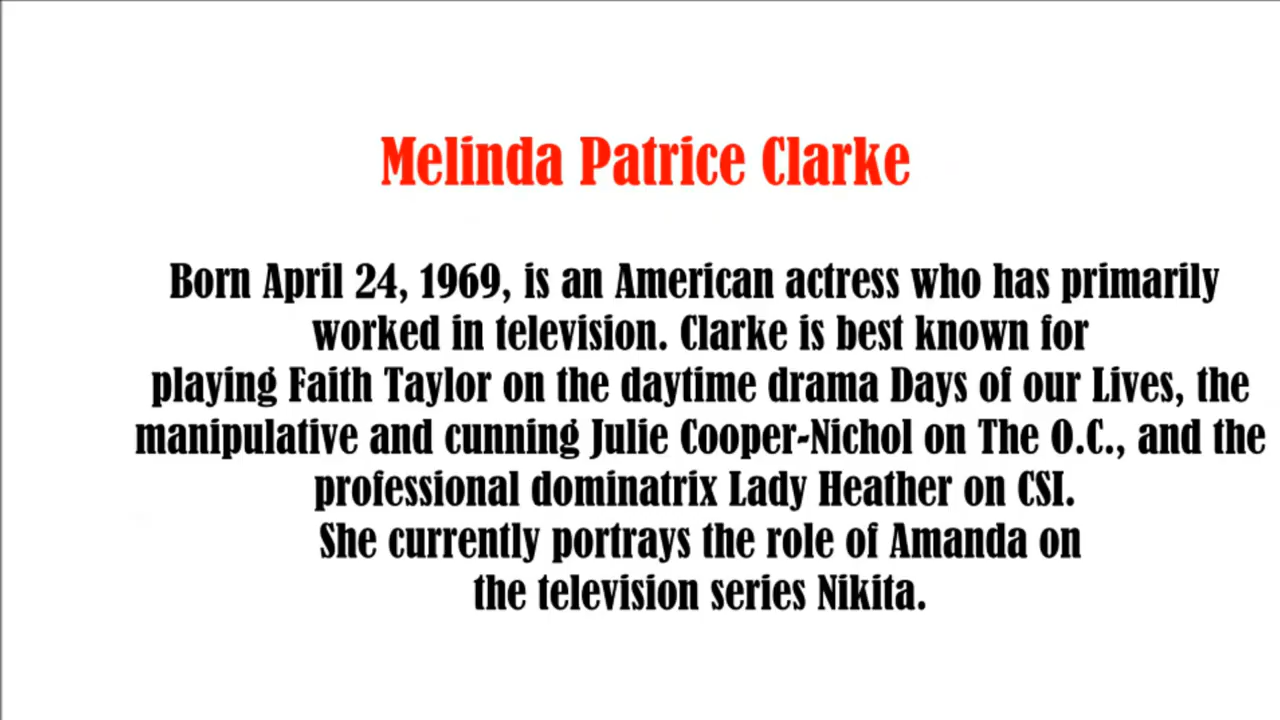 Melinda Patrice Clarke
Born April 24, 1969, is an American actress who has primarily
worked in television. Clarke is best known for
playing Faith Taylor on the daytime drama Days of our Lives, the
manipulative and cunning Julie Cooper-Nichol on The O.C., and the
professional dominatrix Lady Heather on CSI.
She currently portrays the role of Amanda on
the television series Nikita.